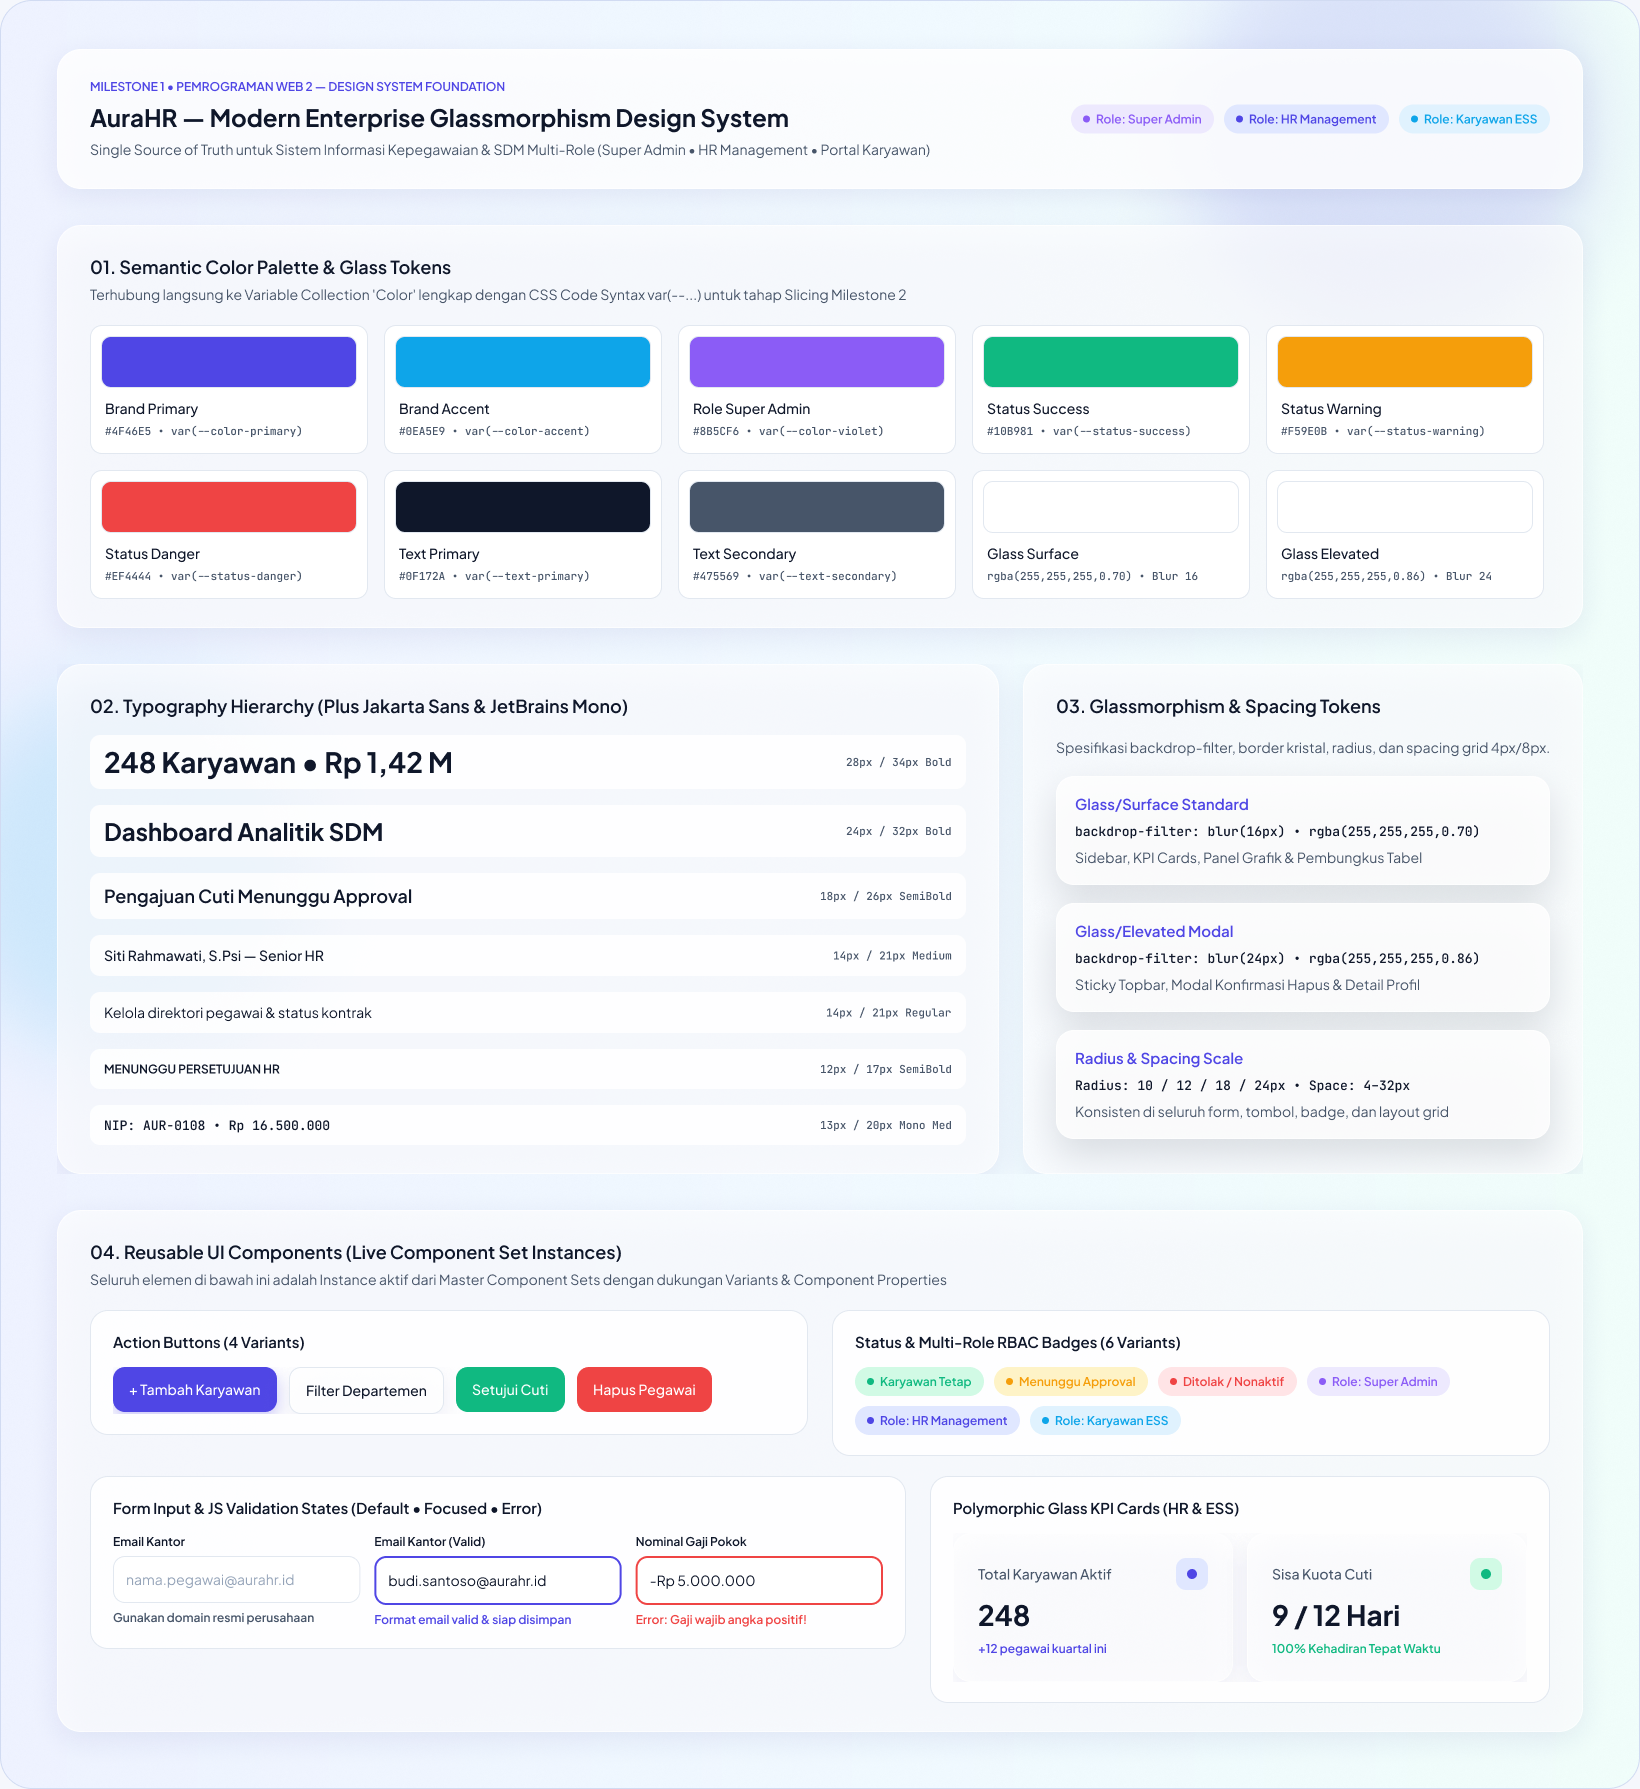 MILESTONE 1 • PEMROGRAMAN WEB 2 — DESIGN SYSTEM FOUNDATION
AuraHR — Modern Enterprise Glassmorphism Design System
Single Source of Truth untuk Sistem Informasi Kepegawaian & SDM Multi-Role (Super Admin • HR Management • Portal Karyawan)
Role: Super Admin
Role: HR Management
Role: Karyawan ESS
01. Semantic Color Palette & Glass Tokens
Terhubung langsung ke Variable Collection 'Color' lengkap dengan CSS Code Syntax var(--...) untuk tahap Slicing Milestone 2
Brand Primary
#4F46E5 • var(--color-primary)
Brand Accent
#0EA5E9 • var(--color-accent)
Role Super Admin
#8B5CF6 • var(--color-violet)
Status Success
#10B981 • var(--status-success)
Status Warning
#F59E0B • var(--status-warning)
Status Danger
#EF4444 • var(--status-danger)
Text Primary
#0F172A • var(--text-primary)
Text Secondary
#475569 • var(--text-secondary)
Glass Surface
rgba(255,255,255,0.70) • Blur 16
Glass Elevated
rgba(255,255,255,0.86) • Blur 24
02. Typography Hierarchy (Plus Jakarta Sans & JetBrains Mono)
248 Karyawan • Rp 1,42 M
28px / 34px Bold
Dashboard Analitik SDM
24px / 32px Bold
Pengajuan Cuti Menunggu Approval
18px / 26px SemiBold
Siti Rahmawati, S.Psi — Senior HR
14px / 21px Medium
Kelola direktori pegawai & status kontrak
14px / 21px Regular
MENUNGGU PERSETUJUAN HR
12px / 17px SemiBold
NIP: AUR-0108 • Rp 16.500.000
13px / 20px Mono Med
03. Glassmorphism & Spacing Tokens
Spesifikasi backdrop-filter, border kristal, radius, dan spacing grid 4px/8px.
Glass/Surface Standard
backdrop-filter: blur(16px) • rgba(255,255,255,0.70)
Sidebar, KPI Cards, Panel Grafik & Pembungkus Tabel
Glass/Elevated Modal
backdrop-filter: blur(24px) • rgba(255,255,255,0.86)
Sticky Topbar, Modal Konfirmasi Hapus & Detail Profil
Radius & Spacing Scale
Radius: 10 / 12 / 18 / 24px • Space: 4–32px
Konsisten di seluruh form, tombol, badge, dan layout grid
04. Reusable UI Components (Live Component Set Instances)
Seluruh elemen di bawah ini adalah Instance aktif dari Master Component Sets dengan dukungan Variants & Component Properties
Action Buttons (4 Variants)
+ Tambah Karyawan
Filter Departemen
Setujui Cuti
Hapus Pegawai
Status & Multi-Role RBAC Badges (6 Variants)
Karyawan Tetap
Menunggu Approval
Ditolak / Nonaktif
Role: Super Admin
Role: HR Management
Role: Karyawan ESS
Form Input & JS Validation States (Default • Focused • Error)
Email Kantor
nama.pegawai@aurahr.id
Gunakan domain resmi perusahaan
Email Kantor (Valid)
budi.santoso@aurahr.id
Format email valid & siap disimpan
Nominal Gaji Pokok
-Rp 5.000.000
Error: Gaji wajib angka positif!
Polymorphic Glass KPI Cards (HR & ESS)
Total Karyawan Aktif
248
+12 pegawai kuartal ini
Sisa Kuota Cuti
9 / 12 Hari
100% Kehadiran Tepat Waktu